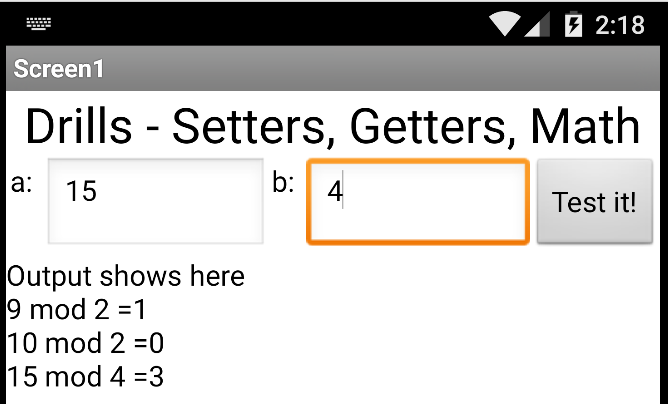 2:18
Screen1
Drills - Setters, Getters, Math
a: 15 b: 4 Test it!
Output shows here
9 mod 2 =1
10 mod 2 =0
15 mod 4 =3